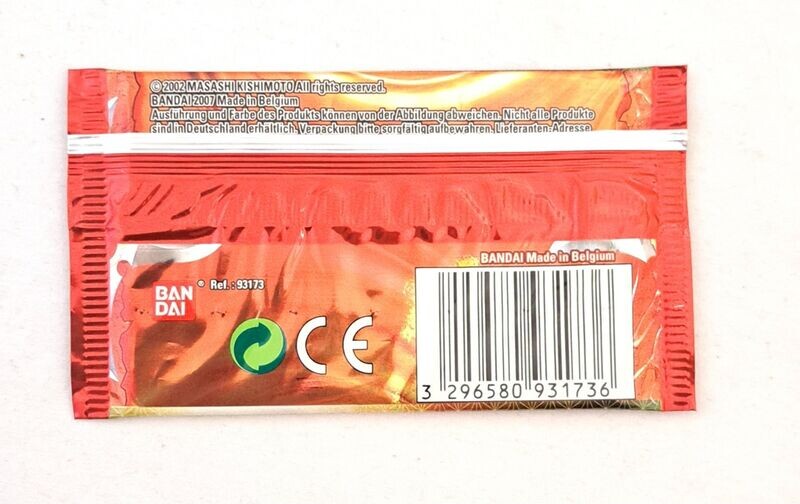 © 2002 MASASHI KISHIMOTO All rights reserved.
BANDAI 2007 Made in Belgium
Ausführung und Farbe des Produkts können von der Abbildung abweichen. Nicht alle Produkte
sind in Deutschland erhältlich. Verpackung bitte sorgfältig aufbewahren. Lieferanten-Adresse
BANDAI Made in Belgium
BAN
DAI
® Ref.: 93173
CE
3 296580 931736